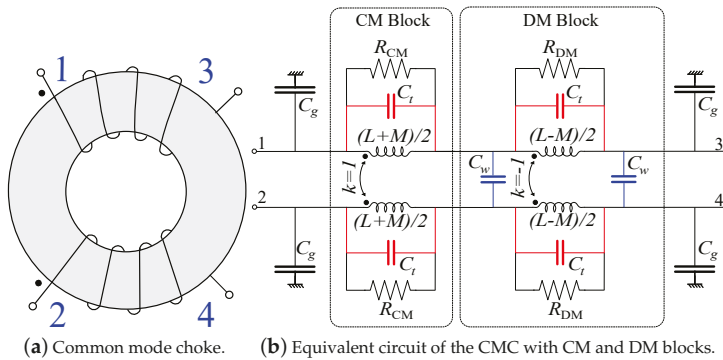 CM Block
DM Block
R_CM
R_DM
C_g
C_t
C_t
C_g
1
3
(L+M)/2
(L-M)/2
1
3
k=1
C_w
k=-1
C_w
2
4
(L+M)/2
(L-M)/2
C_g
C_t
C_t
C_g
2
4
R_CM
R_DM
(a) Common mode choke.
(b) Equivalent circuit of the CMC with CM and DM blocks.